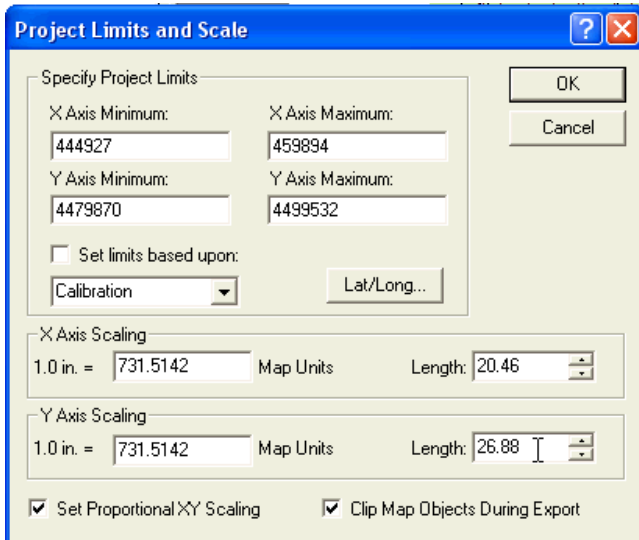 Project Limits and Scale
Specify Project Limits
OK
X Axis Minimum: X Axis Maximum:
444927 459894
Cancel
Y Axis Minimum: Y Axis Maximum:
4479870 4499532
Set limits based upon:
Calibration Lat/Long...
X Axis Scaling
1.0 in. = 731.5142 Map Units Length: 20.46
Y Axis Scaling
1.0 in. = 731.5142 Map Units Length: 26.88
Set Proportional XY Scaling Clip Map Objects During Export